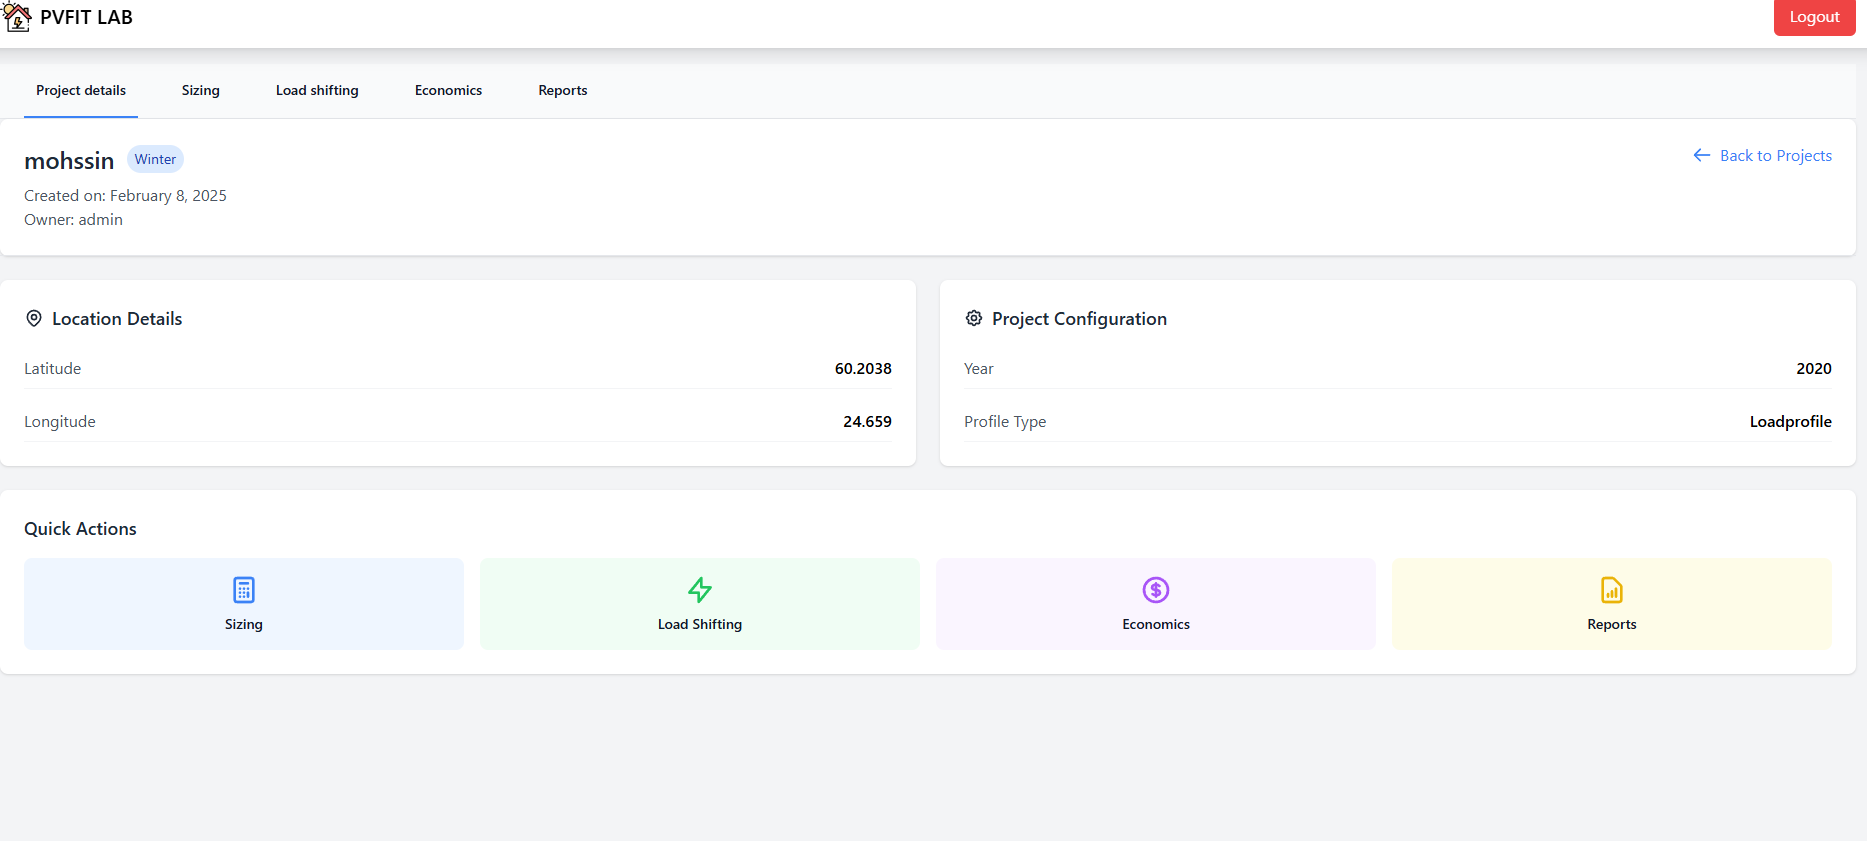 PVFIT LAB
Logout
Project details Sizing Load shifting Economics Reports
mohssin Winter
Back to Projects
Created on: February 8, 2025
Owner: admin
Location Details
Latitude 60.2038
Longitude 24.659
Project Configuration
Year 2020
Profile Type Loadprofile
Quick Actions
Sizing
Load Shifting
Economics
Reports